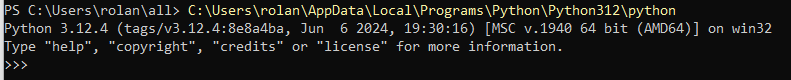 PS C:\Users\rolan\all> C:\Users\rolan\AppData\Local\Programs\Python\Python312\python
Python 3.12.4 (tags/v3.12.4:8e8a4ba, Jun  6 2024, 19:30:16) [MSC v.1940 64 bit (AMD64)] on win32
Type "help", "copyright", "credits" or "license" for more information.
>>>